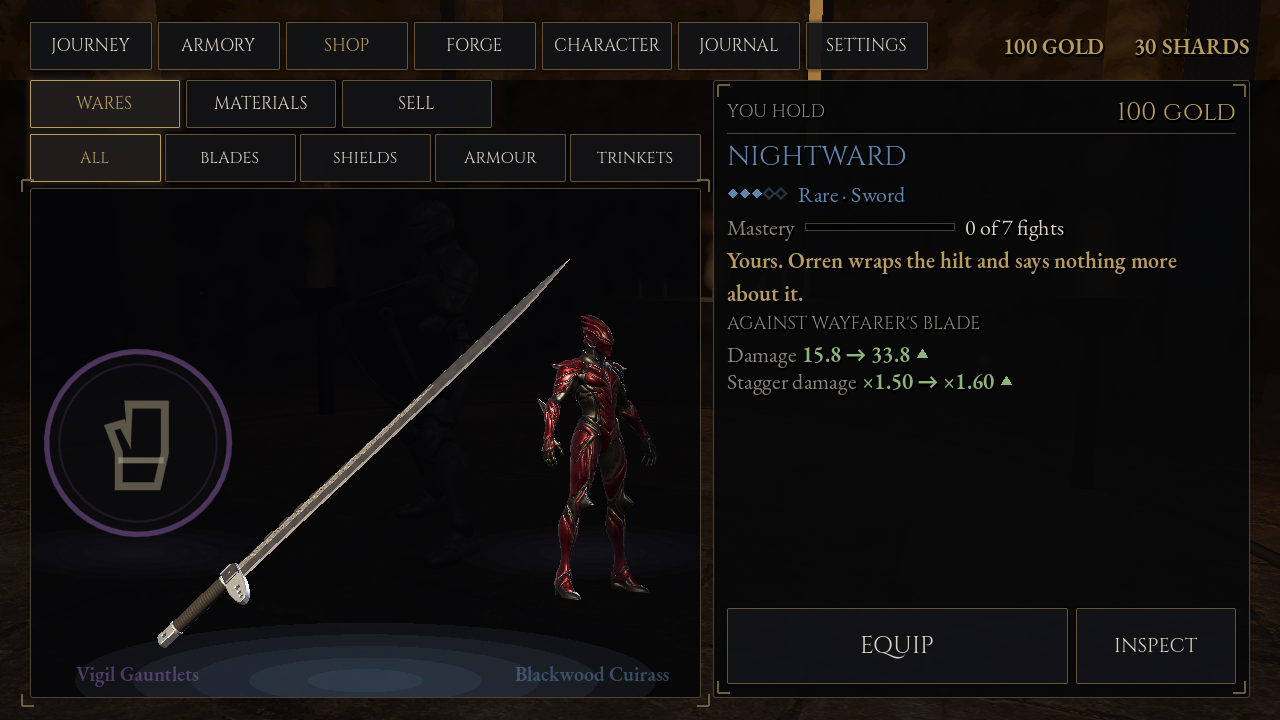 JOURNEY
ARMORY
SHOP
FORGE
CHARACTER
JOURNAL
SETTINGS
100 GOLD
30 SHARDS
WARES
MATERIALS
SELL
ALL
BLADES
SHIELDS
ARMOUR
TRINKETS
Vigil Gauntlets
Blackwood Cuirass
YOU HOLD
100 GOLD
NIGHTWARD
Rare · Sword
Mastery
0 of 7 fights
Yours. Orren wraps the hilt and says nothing more
about it.
AGAINST WAYFARER'S BLADE
Damage 15.8 → 33.8
Stagger damage ×1.50 → ×1.60
EQUIP
INSPECT